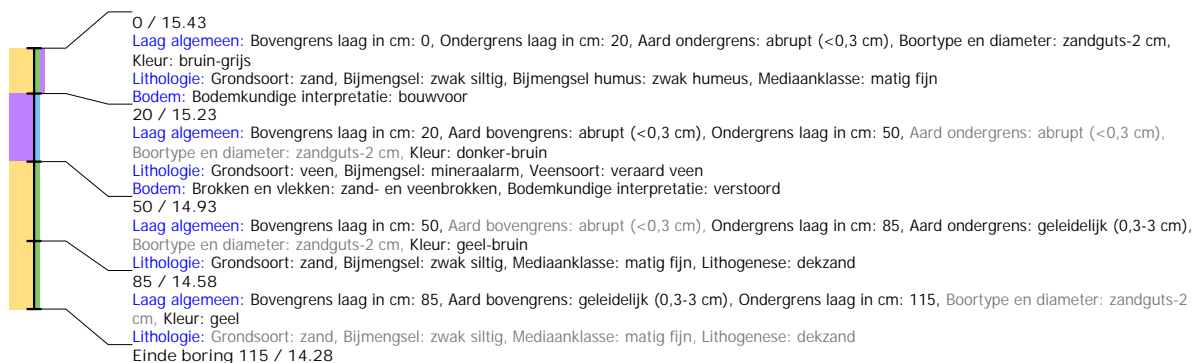 0 / 15.43
Laag algemeen: Bovengrens laag in cm: 0, Ondergrens laag in cm: 20, Aard ondergrens: abrupt (<0,3 cm), Boortype en diameter: zandguts-2 cm,
Kleur: bruin-grijs
Lithologie: Grondsoort: zand, Bijmengsel: zwak siltig, Bijmengsel humus: zwak humeus, Mediaanklasse: matig fijn
Bodem: Bodemkundige interpretatie: bouwvoor
20 / 15.23
Laag algemeen: Bovengrens laag in cm: 20, Aard bovengrens: abrupt (<0,3 cm), Ondergrens laag in cm: 50, Aard ondergrens: abrupt (<0,3 cm),
Boortype en diameter: zandguts-2 cm, Kleur: donker-bruin
Lithologie: Grondsoort: veen, Bijmengsel: mineraalarm, Veensoort: veraard veen
Bodem: Brokken en vlekken: zand- en veenbrokken, Bodemkundige interpretatie: verstoord
50 / 14.93
Laag algemeen: Bovengrens laag in cm: 50, Aard bovengrens: abrupt (<0,3 cm), Ondergrens laag in cm: 85, Aard ondergrens: geleidelijk (0,3-3 cm),
Boortype en diameter: zandguts-2 cm, Kleur: geel-bruin
Lithologie: Grondsoort: zand, Bijmengsel: zwak siltig, Mediaanklasse: matig fijn, Lithogenese: dekzand
85 / 14.58
Laag algemeen: Bovengrens laag in cm: 85, Aard bovengrens: geleidelijk (0,3-3 cm), Ondergrens laag in cm: 115, Boortype en diameter: zandguts-2
cm, Kleur: geel
Lithologie: Grondsoort: zand, Bijmengsel: zwak siltig, Mediaanklasse: matig fijn, Lithogenese: dekzand
Einde boring 115 / 14.28